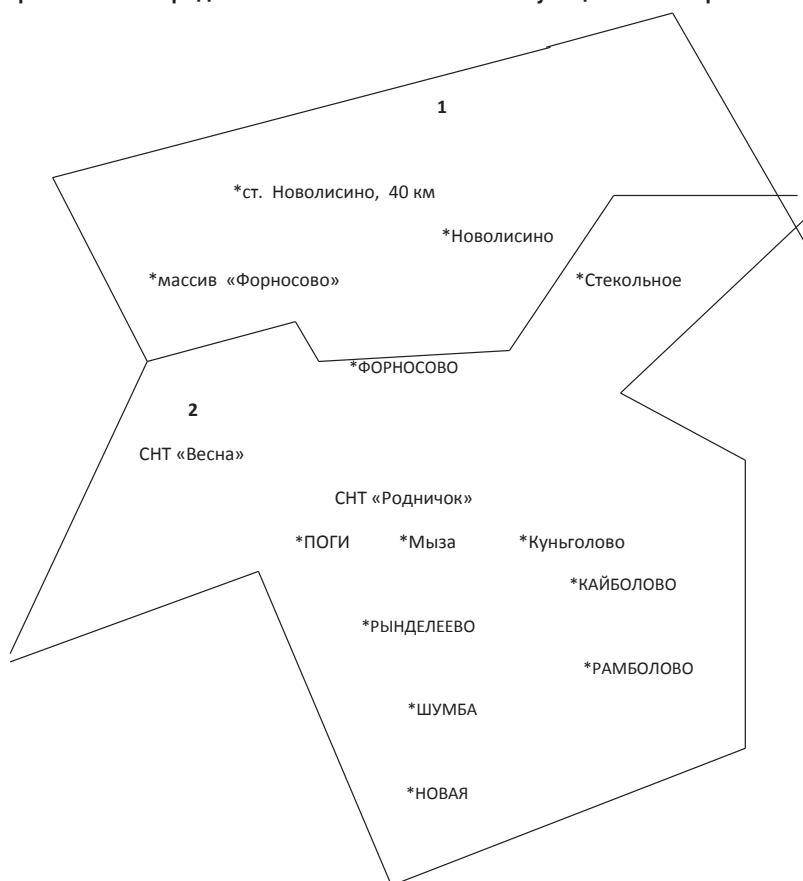 1
*ст. Новолисино, 40 км
*Новолисино
*массив «Форносово»
*Стекольное
*ФОРНОСОВО
2
СНТ «Весна»
СНТ «Родничок»
*ПОГИ *Мыза *Куньголово
*КАЙБОЛОВО
*РЫНДЕЛЕЕВО
*РАМБОЛОВО
*ШУМБА
*НОВАЯ